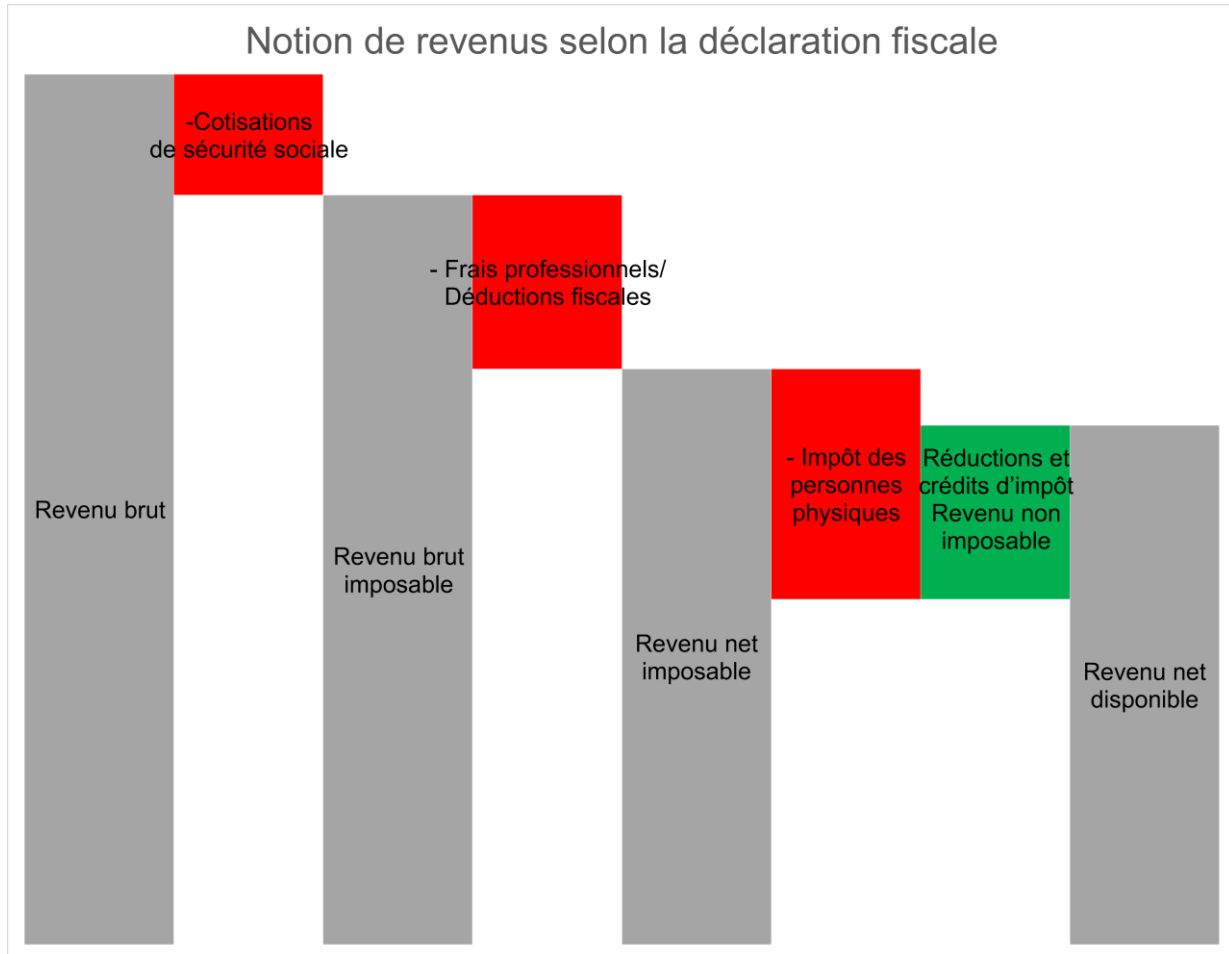 Notion de revenus selon la déclaration fiscale
-Cotisations
de sécurité sociale
- Frais professionnels/
Déductions fiscales
- Impôt des
personnes
physiques
Réductions et
crédits d’impôt
Revenu non
imposable
Revenu brut
Revenu brut
imposable
Revenu net
imposable
Revenu net
disponible